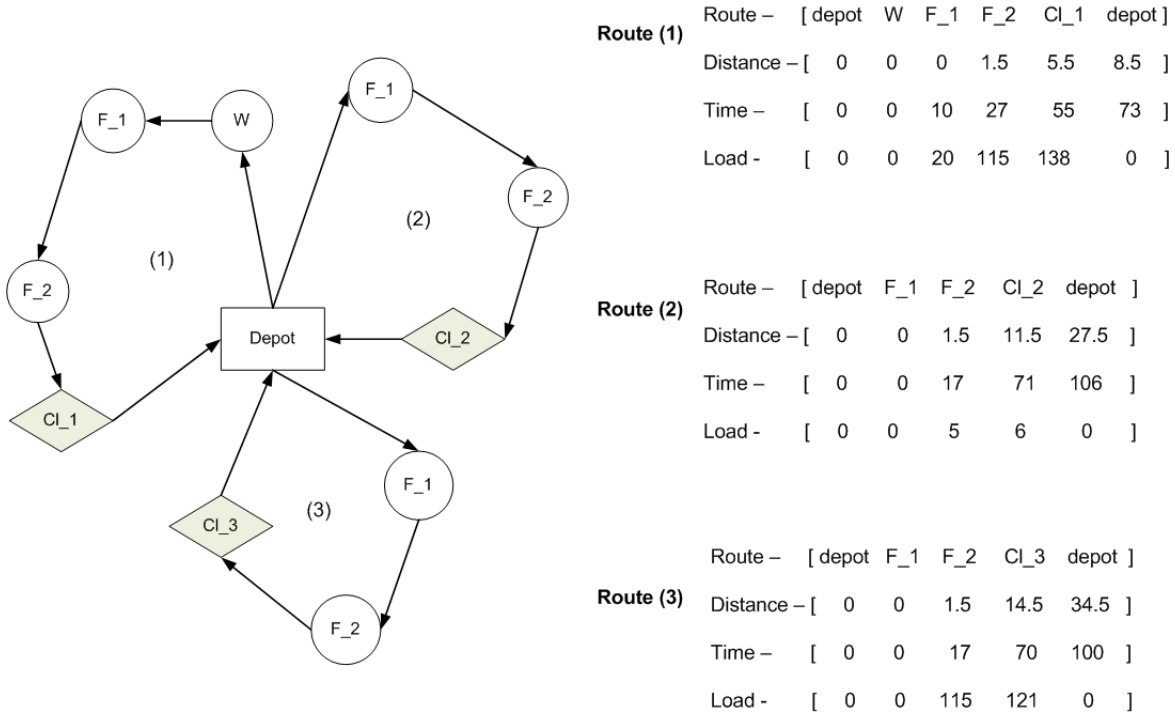 F_1
W
F_1
F_2
(2)
(1)
F_2
Depot
Cl_2
Cl_1
F_1
(3)
Cl_3
F_2
Route (1)
Route – [ depot W F_1 F_2 Cl_1 depot ]
Distance – [ 0 0 0 1.5 5.5 8.5 ]
Time – [ 0 0 10 27 55 73 ]
Load - [ 0 0 20 115 138 0 ]
Route (2)
Route – [ depot F_1 F_2 Cl_2 depot ]
Distance – [ 0 0 1.5 11.5 27.5 ]
Time – [ 0 0 17 71 106 ]
Load - [ 0 0 5 6 0 ]
Route (3)
Route – [ depot F_1 F_2 Cl_3 depot ]
Distance – [ 0 0 1.5 14.5 34.5 ]
Time – [ 0 0 17 70 100 ]
Load - [ 0 0 115 121 0 ]